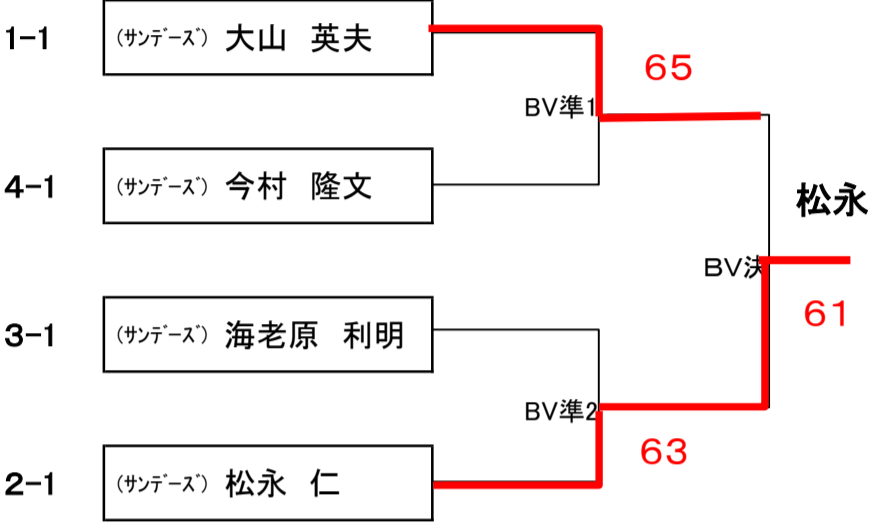 1-1 (サンデーズ) 大山 英夫
65
BV準1
4-1 (サンデーズ) 今村 隆文
松永
BV決
61
3-1 (サンデーズ) 海老原 利明
BV準2
63
2-1 (サンデーズ) 松永 仁